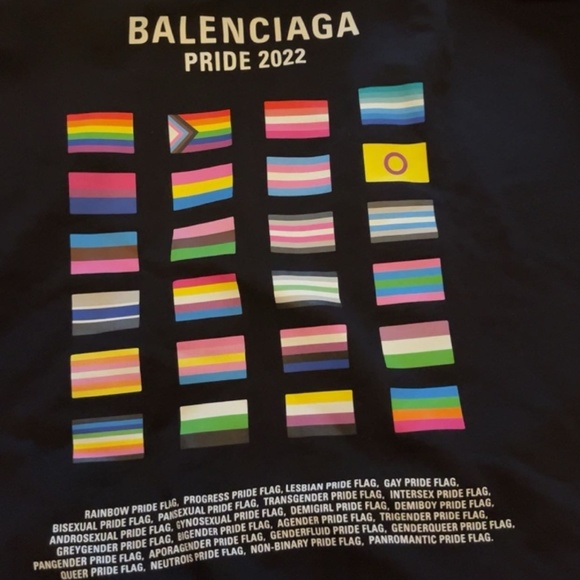 BALENCIAGA
PRIDE 2022
RAINBOW PRIDE FLAG, PROGRESS PRIDE FLAG, LESBIAN PRIDE FLAG, GAY PRIDE FLAG,
BISEXUAL PRIDE FLAG, PANSEXUAL PRIDE FLAG, TRANSGENDER PRIDE FLAG, INTERSEX PRIDE FLAG,
ANDROSEXUAL PRIDE FLAG, GYNOSEXUAL PRIDE FLAG, DEMIGIRL PRIDE FLAG, DEMIBOY PRIDE FLAG,
GREYGENDER PRIDE FLAG, BIGENDER PRIDE FLAG, AGENDER PRIDE FLAG, TRIGENDER PRIDE FLAG,
PANGENDER PRIDE FLAG, APORAGENDER PRIDE FLAG, GENDERFLUID PRIDE FLAG, GENDERQUEER PRIDE FLAG,
QUEER PRIDE FLAG, NEUTROIS PRIDE FLAG, NON-BINARY PRIDE FLAG, PANROMANTIC PRIDE FLAG.